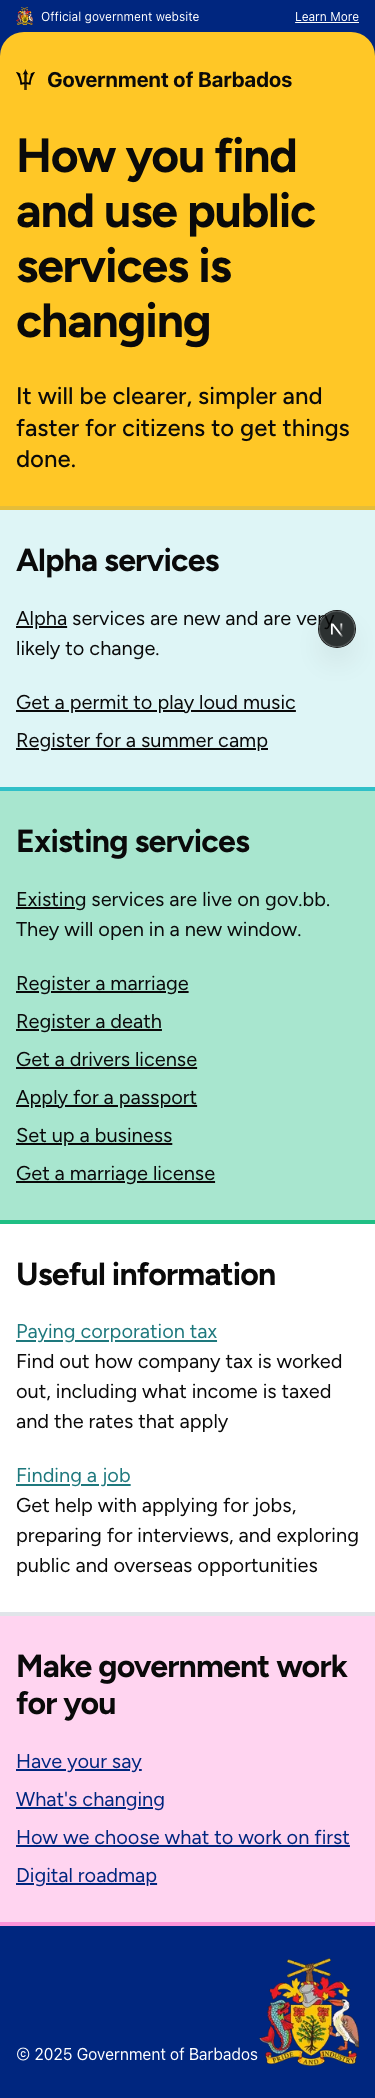 Official government website
Learn More
Government of Barbados
How you find
and use public
services is
changing
It will be clearer, simpler and
faster for citizens to get things
done.
Alpha services
Alpha services are new and are very
likely to change.
N
Get a permit to play loud music
Register for a summer camp
Existing services
Existing services are live on gov.bb.
They will open in a new window.
Register a marriage
Register a death
Get a drivers license
Apply for a passport
Set up a business
Get a marriage license
Useful information
Paying corporation tax
Find out how company tax is worked
out, including what income is taxed
and the rates that apply
Finding a job
Get help with applying for jobs,
preparing for interviews, and exploring
public and overseas opportunities
Make government work
for you
Have your say
What's changing
How we choose what to work on first
Digital roadmap
© 2025 Government of Barbados
PRIDE AND INDUSTRY